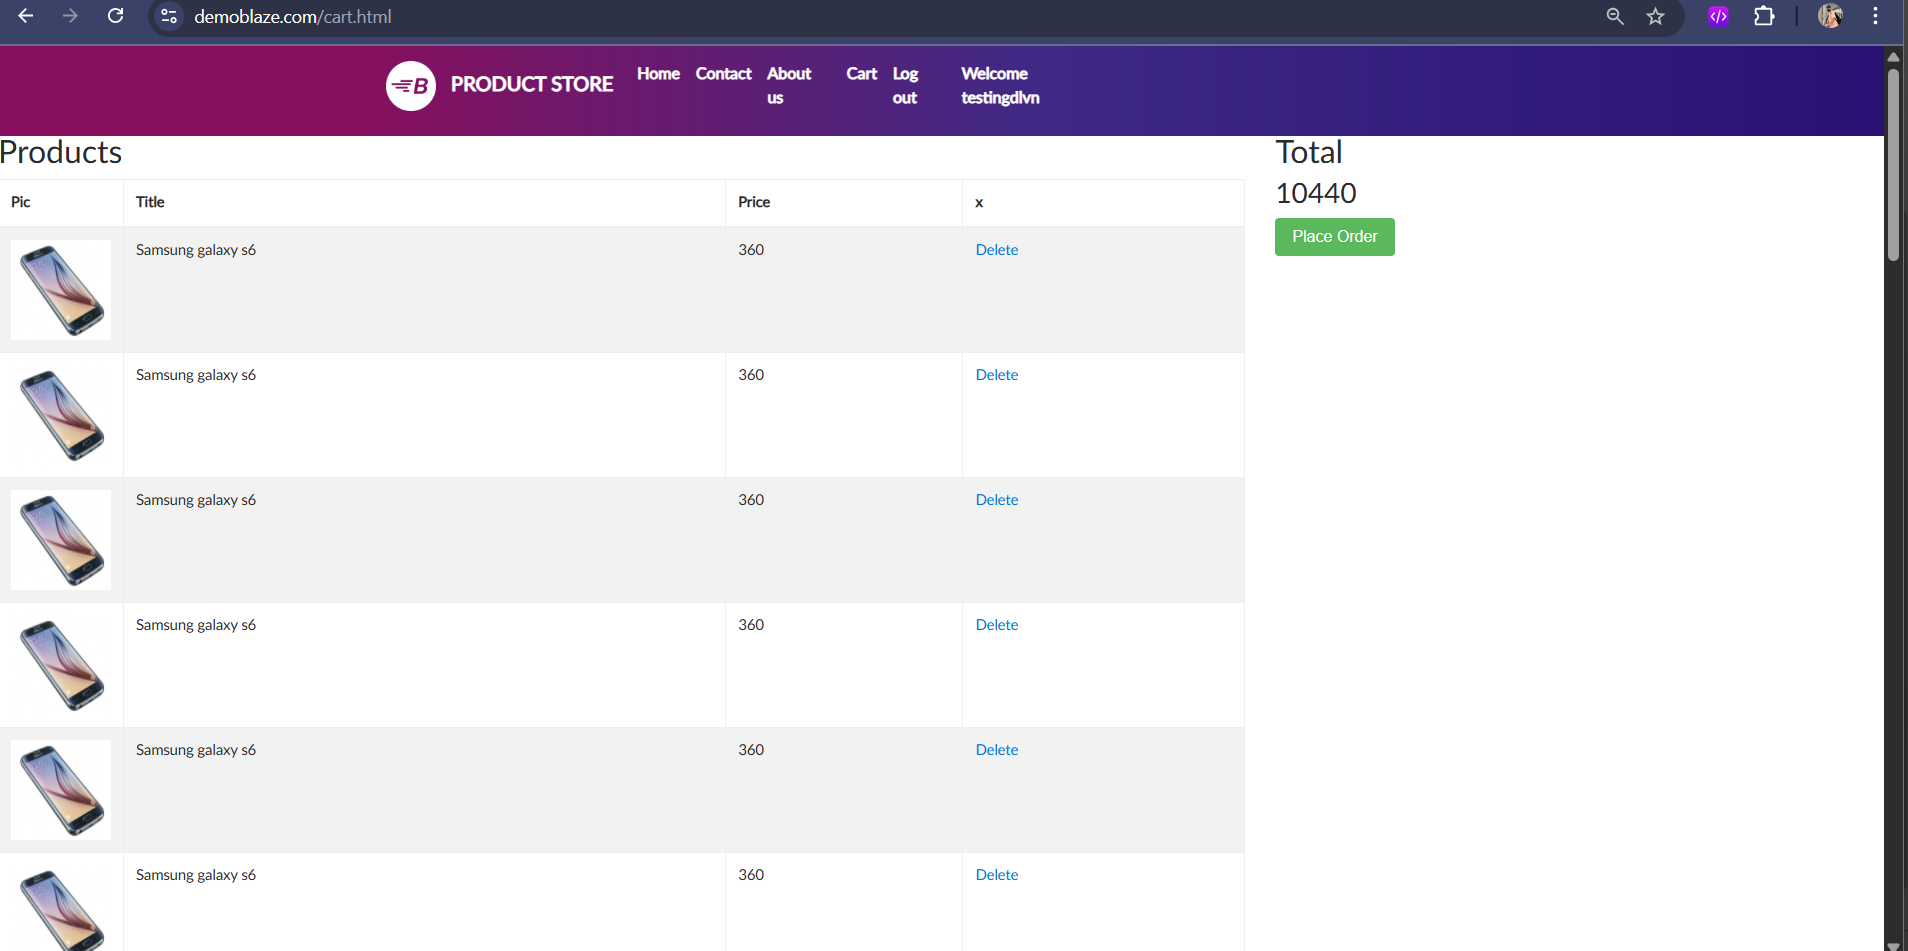 demoblaze.com/cart.html
B PRODUCT STORE Home Contact About us Cart Log out Welcome testingdlvn
Products
Total
10440
Place Order
Pic Title Price x
Samsung galaxy s6 360 Delete
Samsung galaxy s6 360 Delete
Samsung galaxy s6 360 Delete
Samsung galaxy s6 360 Delete
Samsung galaxy s6 360 Delete
Samsung galaxy s6 360 Delete